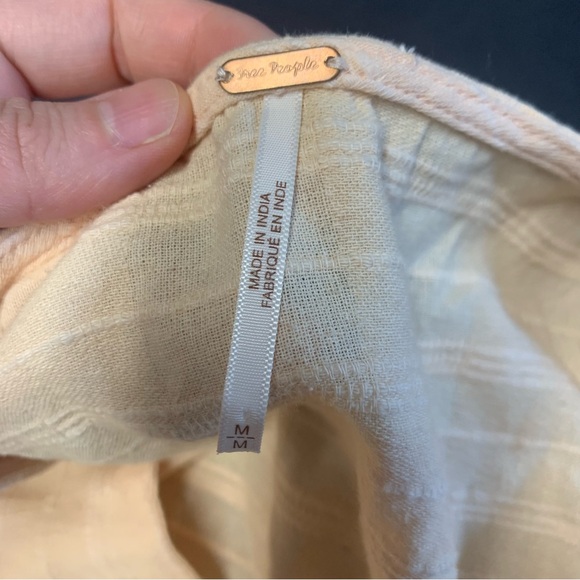 Free People
MADE IN INDIA
FABRIQUÉ EN INDE
M
M